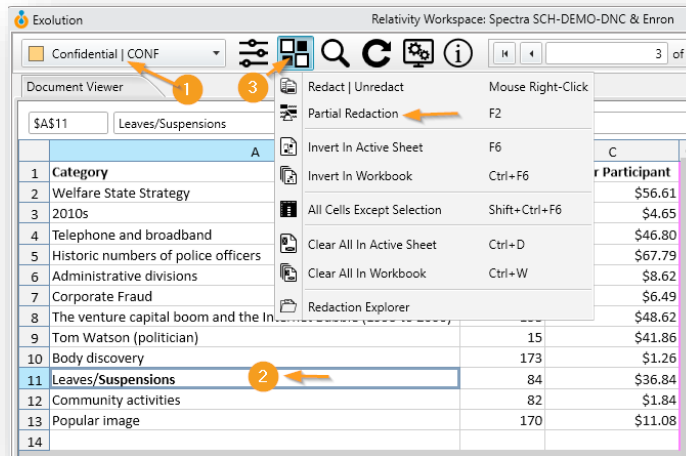 Exolution
Relativity Workspace: Spectra SCH-DEMO-DNC & Enron
Confidential | CONF
3 of
1
3
Document Viewer
Redact | Unredact Mouse Right-Click
Partial Redaction F2
Invert In Active Sheet F6
Invert In Workbook Ctrl+F6
All Cells Except Selection Shift+Ctrl+F6
Clear All In Active Sheet Ctrl+D
Clear All In Workbook Ctrl+W
Redaction Explorer
$A$11 Leaves/Suspensions
A C
1 Category r Participant
2 Welfare State Strategy $56.61
3 2010s $4.65
4 Telephone and broadband $46.80
5 Historic numbers of police officers $67.79
6 Administrative divisions $8.62
7 Corporate Fraud $6.49
8 The venture capital boom and the Internet $48.62
9 Tom Watson (politician) 15 $41.86
10 Body discovery 173 $1.26
11 Leaves/Suspensions 2 84 $36.84
12 Community activities 82 $1.84
13 Popular image 170 $11.08
14